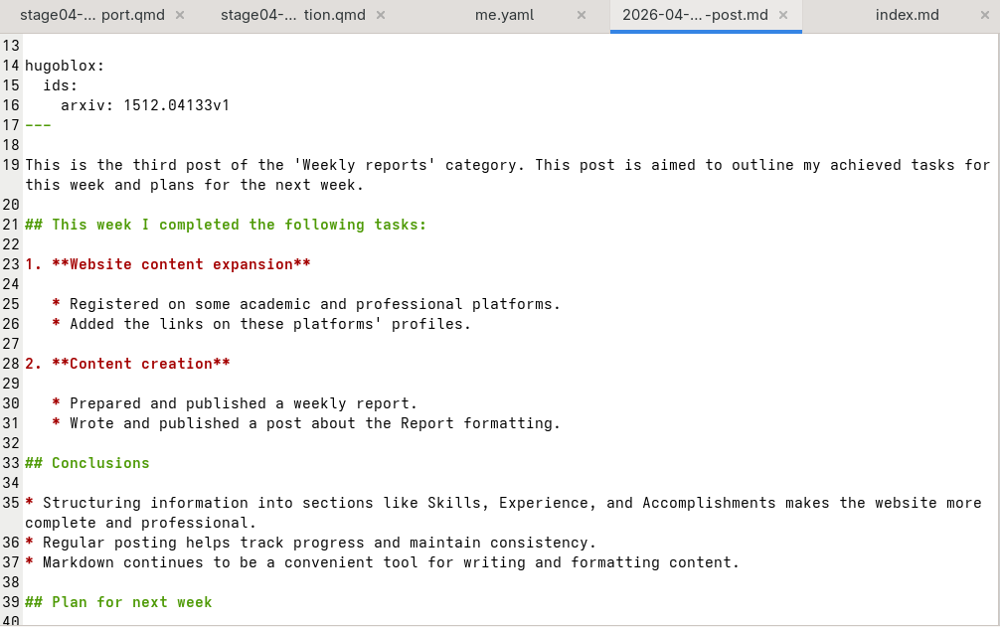 stage04-... port.qmd × stage04-... tion.qmd × me.yaml × 2026-04-... -post.md × index.md ×
13
14 hugoblox:
15   ids:
16     arxiv: 1512.04133v1
17 ---
18
19 This is the third post of the 'Weekly reports' category. This post is aimed to outline my achieved tasks for
this week and plans for the next week.
20
21 ## This week I completed the following tasks:
22
23 1. **Website content expansion**
24
25    * Registered on some academic and professional platforms.
26    * Added the links on these platforms' profiles.
27
28 2. **Content creation**
29
30    * Prepared and published a weekly report.
31    * Wrote and published a post about the Report formatting.
32
33 ## Conclusions
34
35 * Structuring information into sections like Skills, Experience, and Accomplishments makes the website more
complete and professional.
36 * Regular posting helps track progress and maintain consistency.
37 * Markdown continues to be a convenient tool for writing and formatting content.
38
39 ## Plan for next week
40